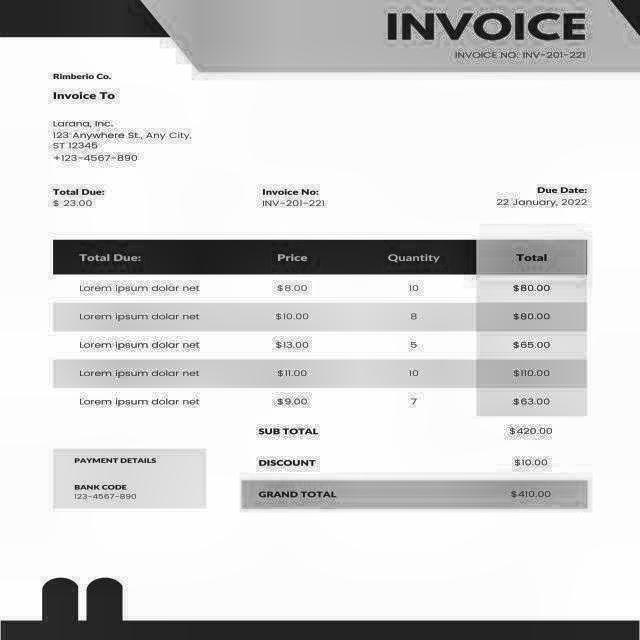 INVOICE
INVOICE NO: INV-201-221
Rimberio Co.
Invoice To
Larana, Inc.
123 Anywhere St., Any City,
ST 12345
+123-4567-890
Total Due: Invoice No: Due Date:
$ 23.00 INV-201-221 22 January, 2022
Total Due: Price Quantity Total
Lorem ipsum dolar net $8.00 10 $80.00
Lorem ipsum dolar net $10.00 8 $80.00
Lorem ipsum dolar net $13.00 5 $65.00
Lorem ipsum dolar net $11.00 10 $110.00
Lorem ipsum dolar net $9.00 7 $63.00
SUB TOTAL $420.00
PAYMENT DETAILS DISCOUNT $10.00
BANK CODE
GRAND TOTAL $410.00
123-4567-890